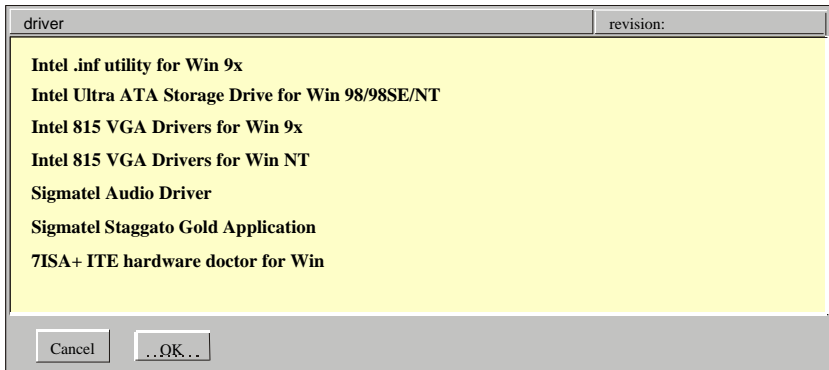 driver revision:
Intel .inf utility for Win 9x
Intel Ultra ATA Storage Drive for Win 98/98SE/NT
Intel 815 VGA Drivers for Win 9x
Intel 815 VGA Drivers for Win NT
Sigmatel Audio Driver
Sigmatel Staggato Gold Application
7ISA+ ITE hardware doctor for Win
Cancel OK